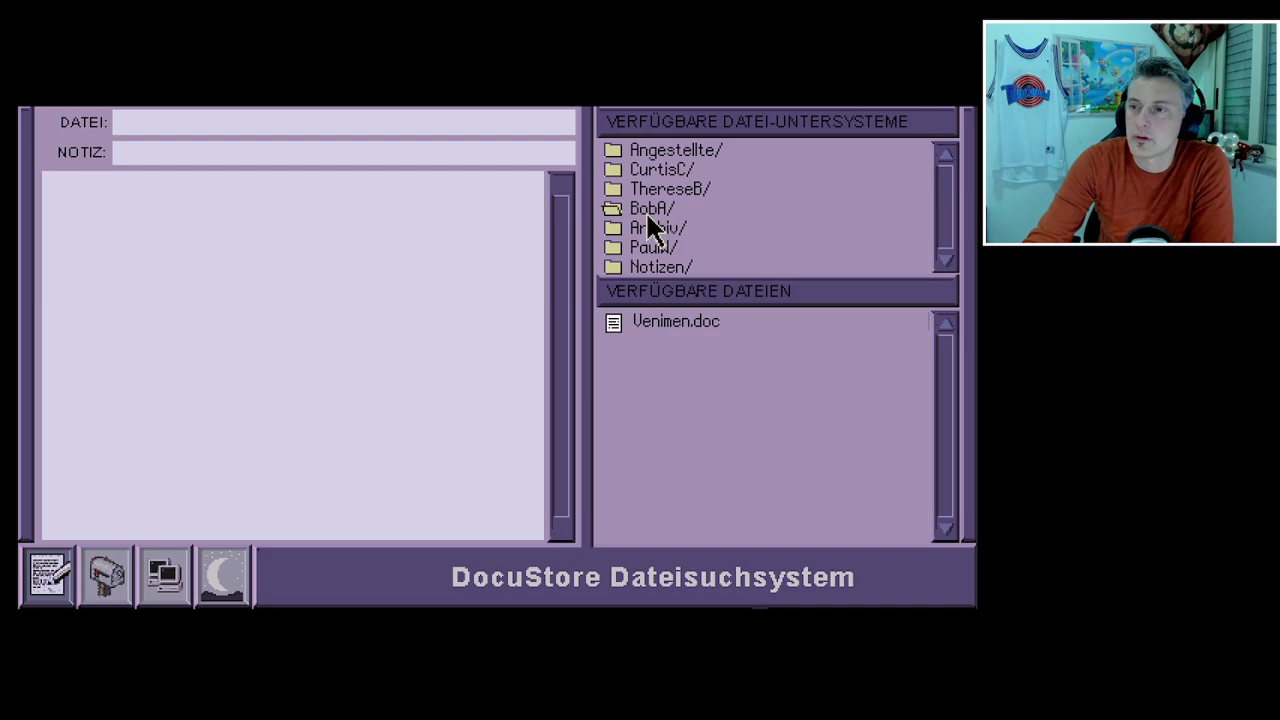 DATEI:
NOTIZ:
VERFÜGBARE DATEI-UNTERSYSTEME
Angestellte/
CurtisC/
ThereseB/
BobA/
Notizen/
VERFÜGBARE DATEIEN
Venimen.doc
DocuStore Dateisuchsystem